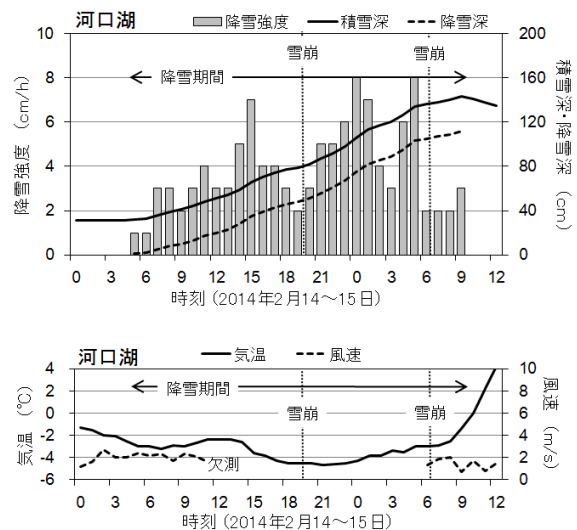 河口湖
降雪強度 積雪深 降雪深
雪崩 雪崩
降雪期間
降雪強度 (cm/h)
10
8
6
4
2
0
積雪深・降雪深 (cm)
200
160
120
80
40
0
0 3 6 9 12 15 18 21 0 3 6 9 12
時刻 (2014年2月14~15日)
河口湖
気温 風速
降雪期間
雪崩 雪崩
欠測
気温 (℃)
4
2
0
-2
-4
-6
風速 (m/s)
10
8
6
4
2
0
0 3 6 9 12 15 18 21 0 3 6 9 12
時刻 (2014年2月14~15日)